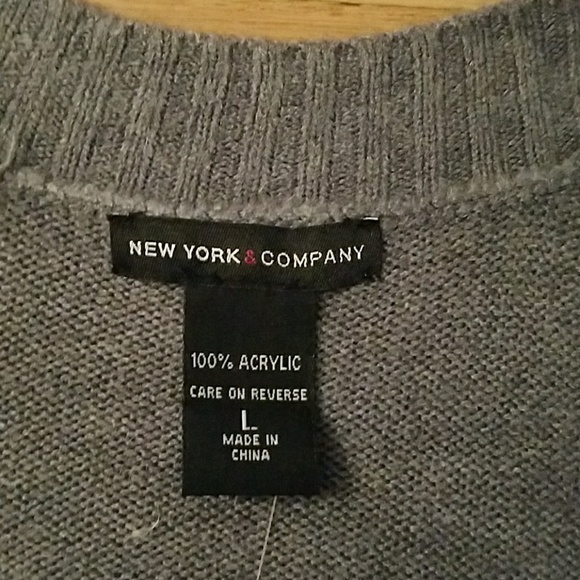 NEW YORK & COMPANY
100% ACRYLIC
CARE ON REVERSE
L
MADE IN
CHINA